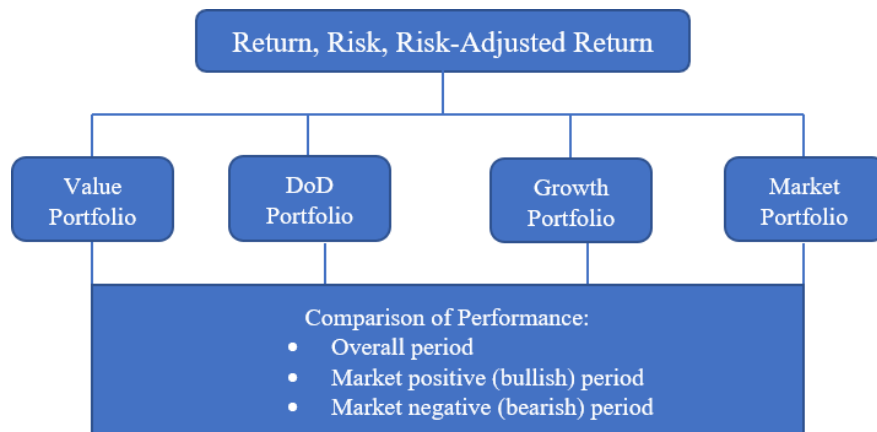 Return, Risk, Risk-Adjusted Return
Value
Portfolio
DoD
Portfolio
Growth
Portfolio
Market
Portfolio
Comparison of Performance:
• Overall period
• Market positive (bullish) period
• Market negative (bearish) period